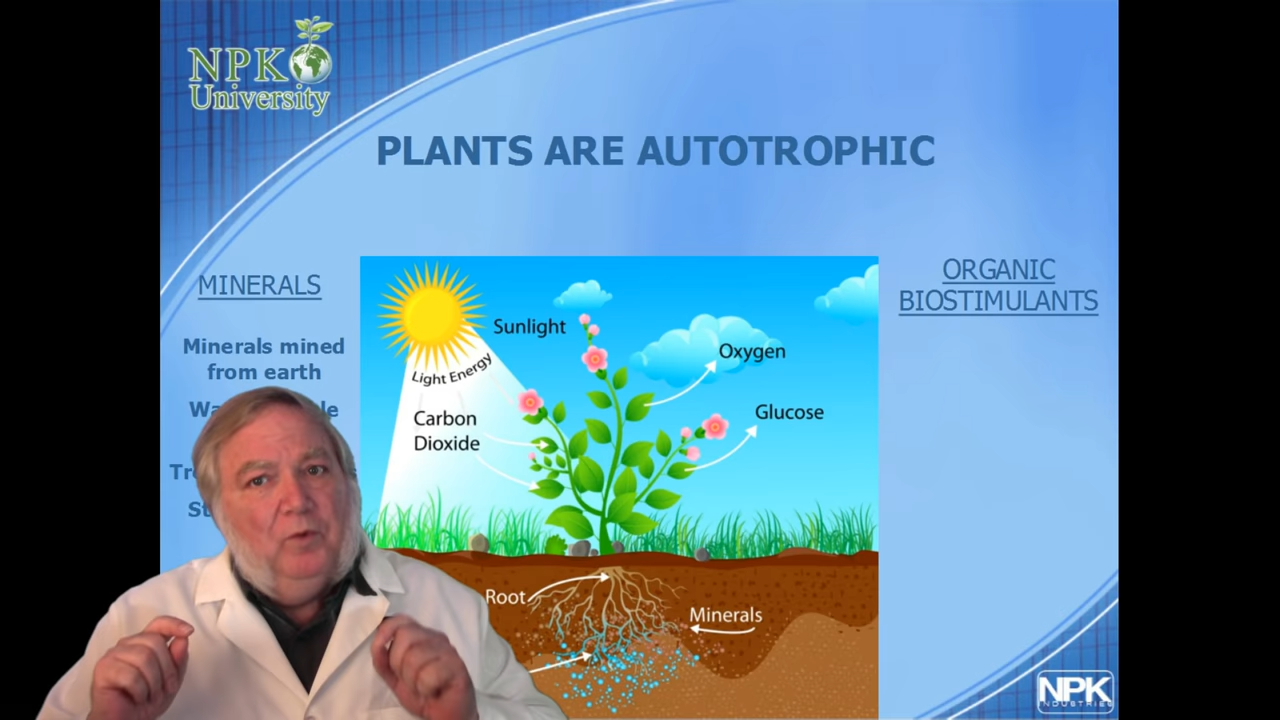 NPK
University
PLANTS ARE AUTOTROPHIC
MINERALS
Minerals mined
from earth
Sunlight
Light Energy
Carbon
Dioxide
Oxygen
Glucose
Root
Minerals
ORGANIC
BIOSTIMULANTS
NPK
INDUSTRIES